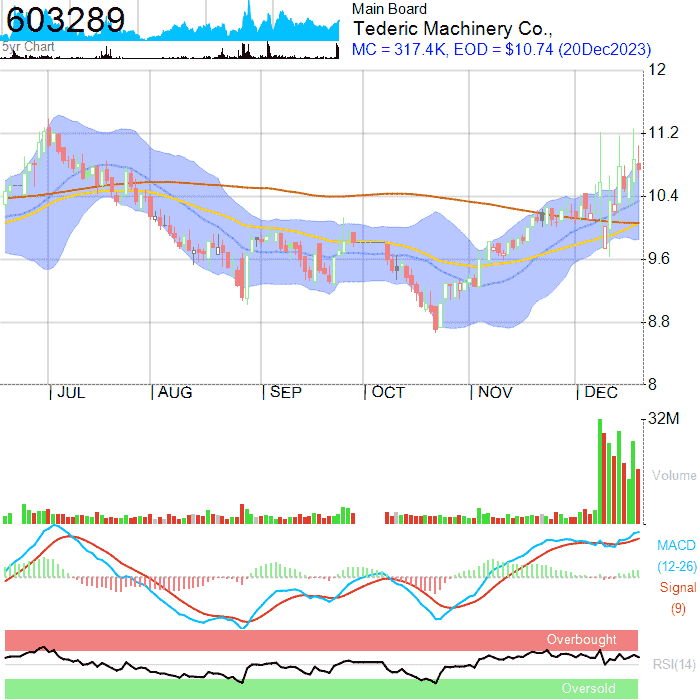 603289
5yr Chart
Main Board
Tederic Machinery Co.,
MC = 317.4K, EOD = $10.74 (20Dec2023)
12
11.2
10.4
9.6
8.8
8
JUL AUG SEP OCT NOV DEC
32M
Volume
MACD
(12-26)
Signal
(9)
Overbought
RSI(14)
Oversold